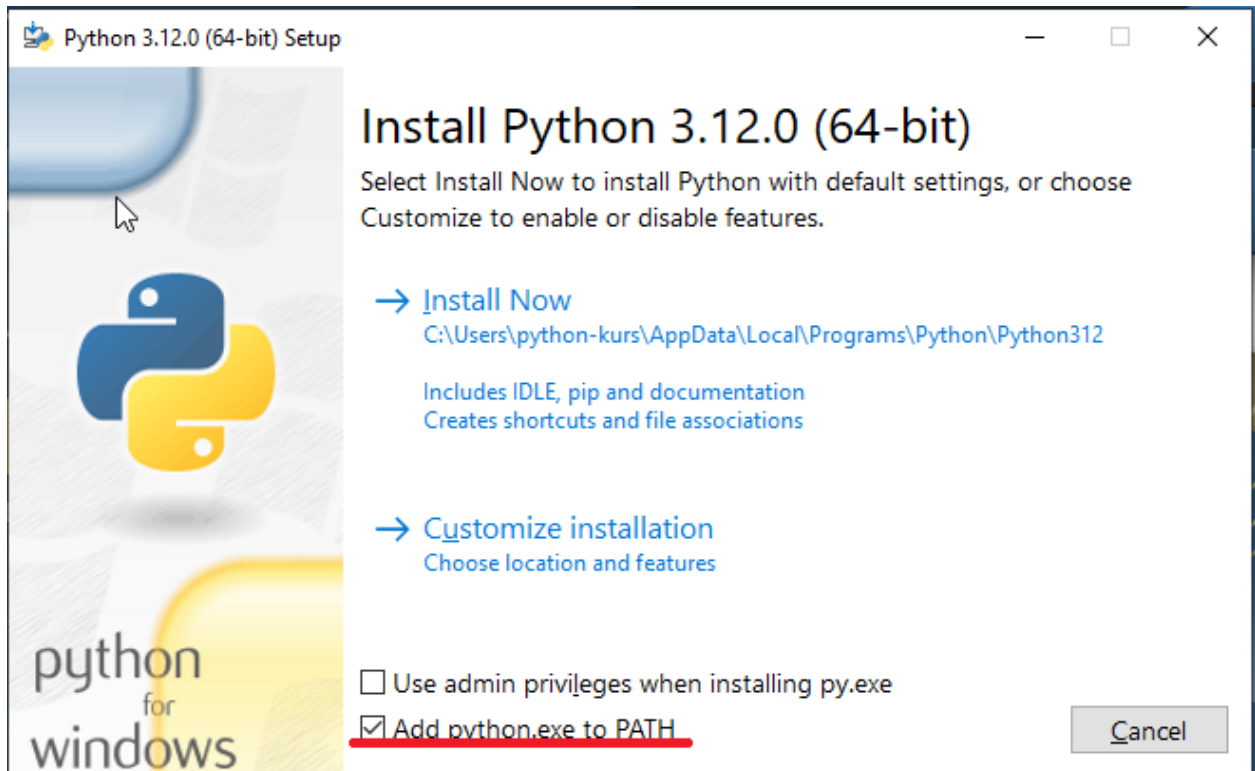 Python 3.12.0 (64-bit) Setup
Install Python 3.12.0 (64-bit)
Select Install Now to install Python with default settings, or choose
Customize to enable or disable features.
Install Now
C:\Users\python-kurs\AppData\Local\Programs\Python\Python312
Includes IDLE, pip and documentation
Creates shortcuts and file associations
Customize installation
Choose location and features
python
for
windows
Use admin privileges when installing py.exe
Add python.exe to PATH
Cancel